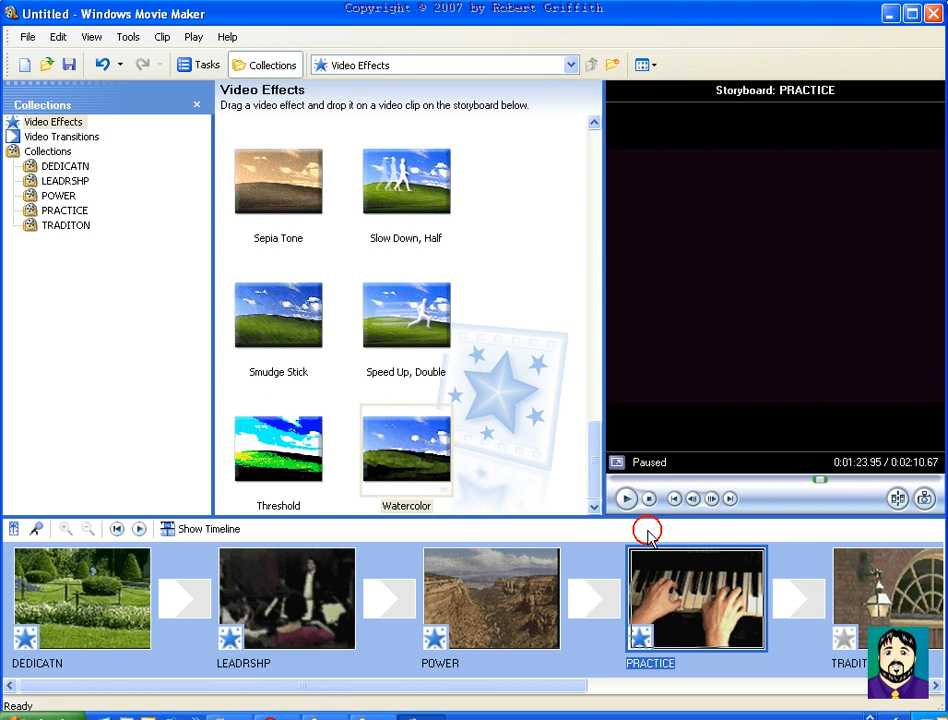 Untitled - Windows Movie Maker
Copyright © 2007 by Robert Griffith
File Edit View Tools Clip Play Help
Tasks Collections Video Effects
Collections
Video Effects
Video Transitions
Collections
DEDICATN
LEADRSHP
POWER
PRACTICE
TRADITON
Video Effects
Drag a video effect and drop it on a video clip on the storyboard below.
Sepia Tone
Slow Down, Half
Smudge Stick
Speed Up, Double
Threshold
Watercolor
Storyboard: PRACTICE
Paused 0:01:23.95 / 0:02:10.67
Show Timeline
DEDICATN
LEADRSHP
POWER
PRACTICE
TRADIT
Ready